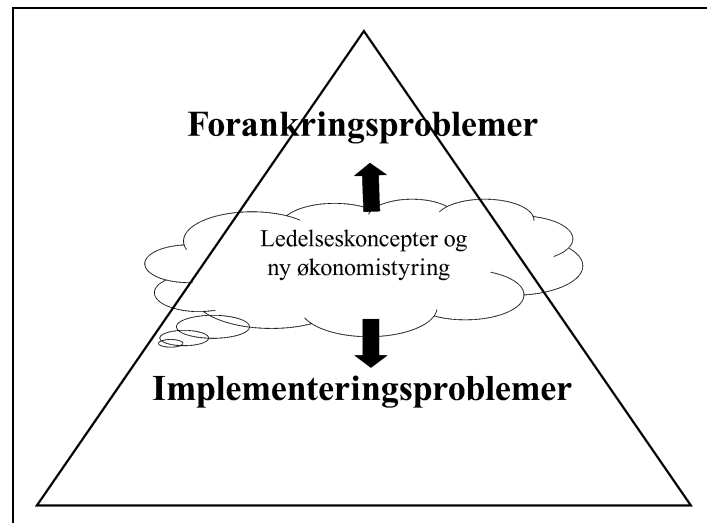 Forankringsproblemer
Ledelseskoncepter og
ny økonomistyring
Implementeringsproblemer